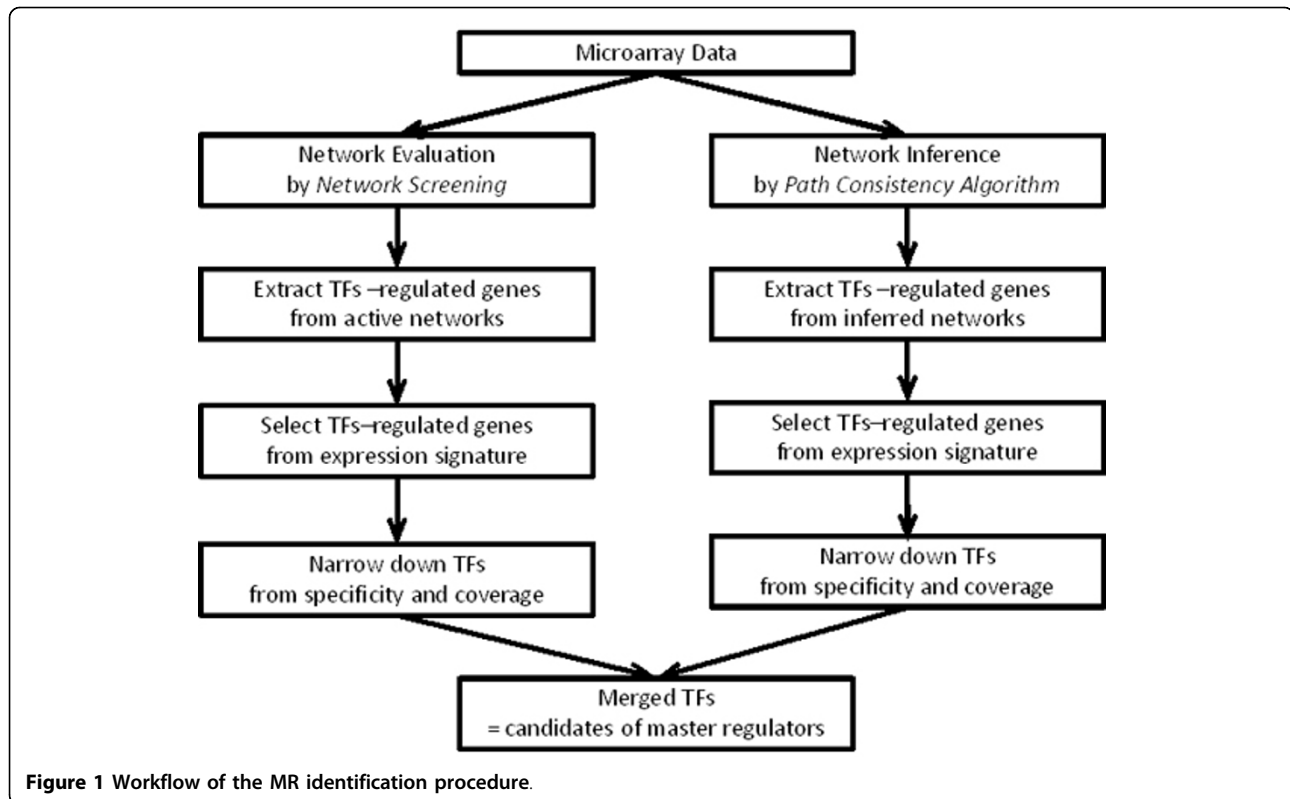 Microarray Data
Network Evaluation
by Network Screening
Network Inference
by Path Consistency Algorithm
Extract TFs –regulated genes
from active networks
Extract TFs –regulated genes
from inferred networks
Select TFs–regulated genes
from expression signature
Select TFs–regulated genes
from expression signature
Narrow down TFs
from specificity and coverage
Narrow down TFs
from specificity and coverage
Merged TFs
= candidates of master regulators
Figure 1 Workflow of the MR identification procedure.